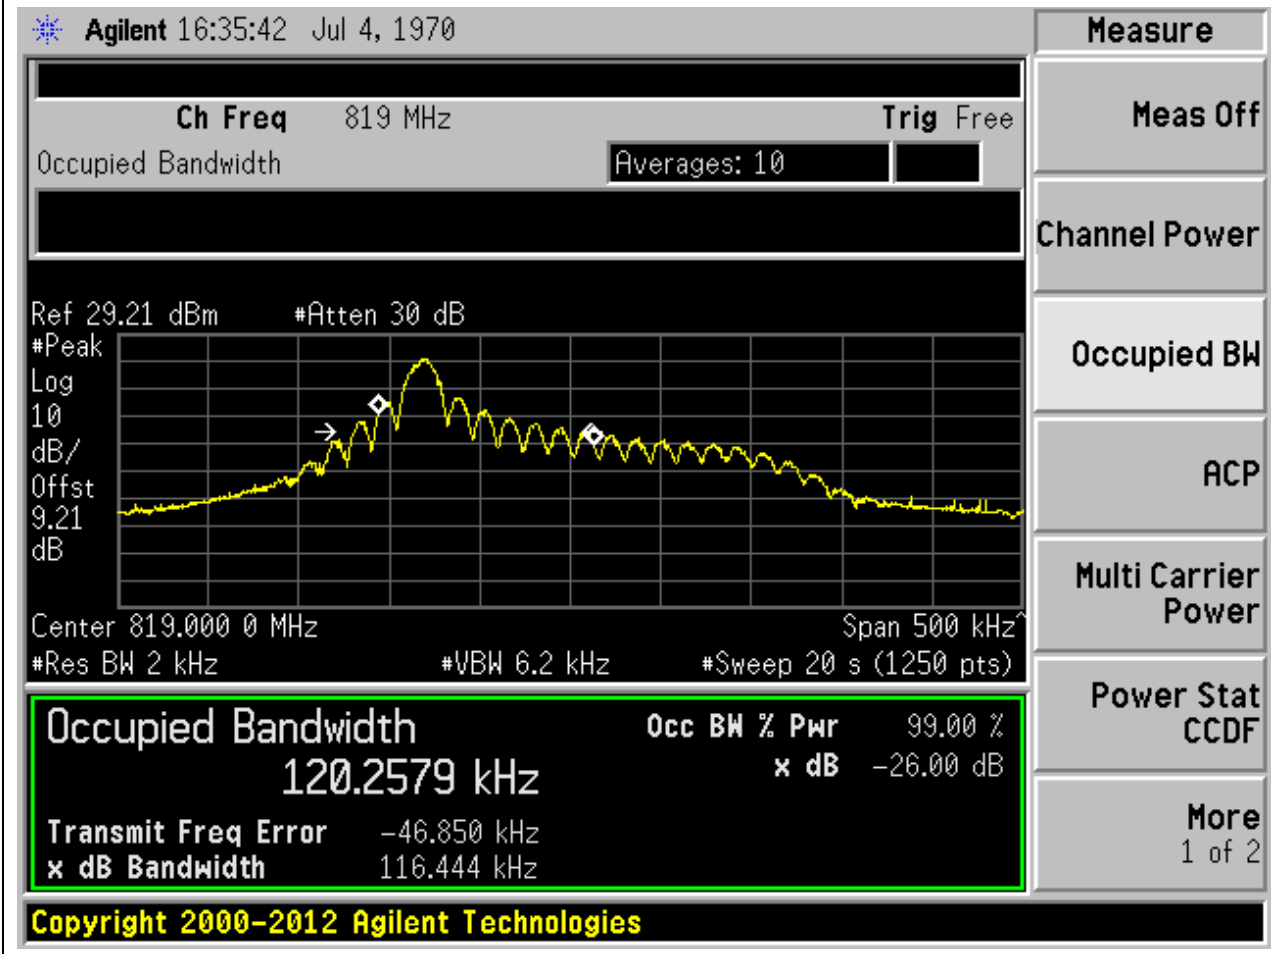 Agilent 16:35:42 Jul 4, 1970
Measure
Ch Freq 819 MHz Trig Free
Occupied Bandwidth Averages: 10
Ref 29.21 dBm #Atten 30 dB
#Peak
Log
10
dB/
Offst
9.21
dB
Center 819.000 0 MHz Span 500 kHz^
#Res BW 2 kHz #VBW 6.2 kHz #Sweep 20 s (1250 pts)
Occupied Bandwidth Occ BW % Pwr 99.00 %
120.2579 kHz x dB -26.00 dB
Transmit Freq Error -46.850 kHz
x dB Bandwidth 116.444 kHz
Meas Off
Channel Power
Occupied BW
ACP
Multi Carrier
Power
Power Stat
CCDF
More
1 of 2
Copyright 2000-2012 Agilent Technologies